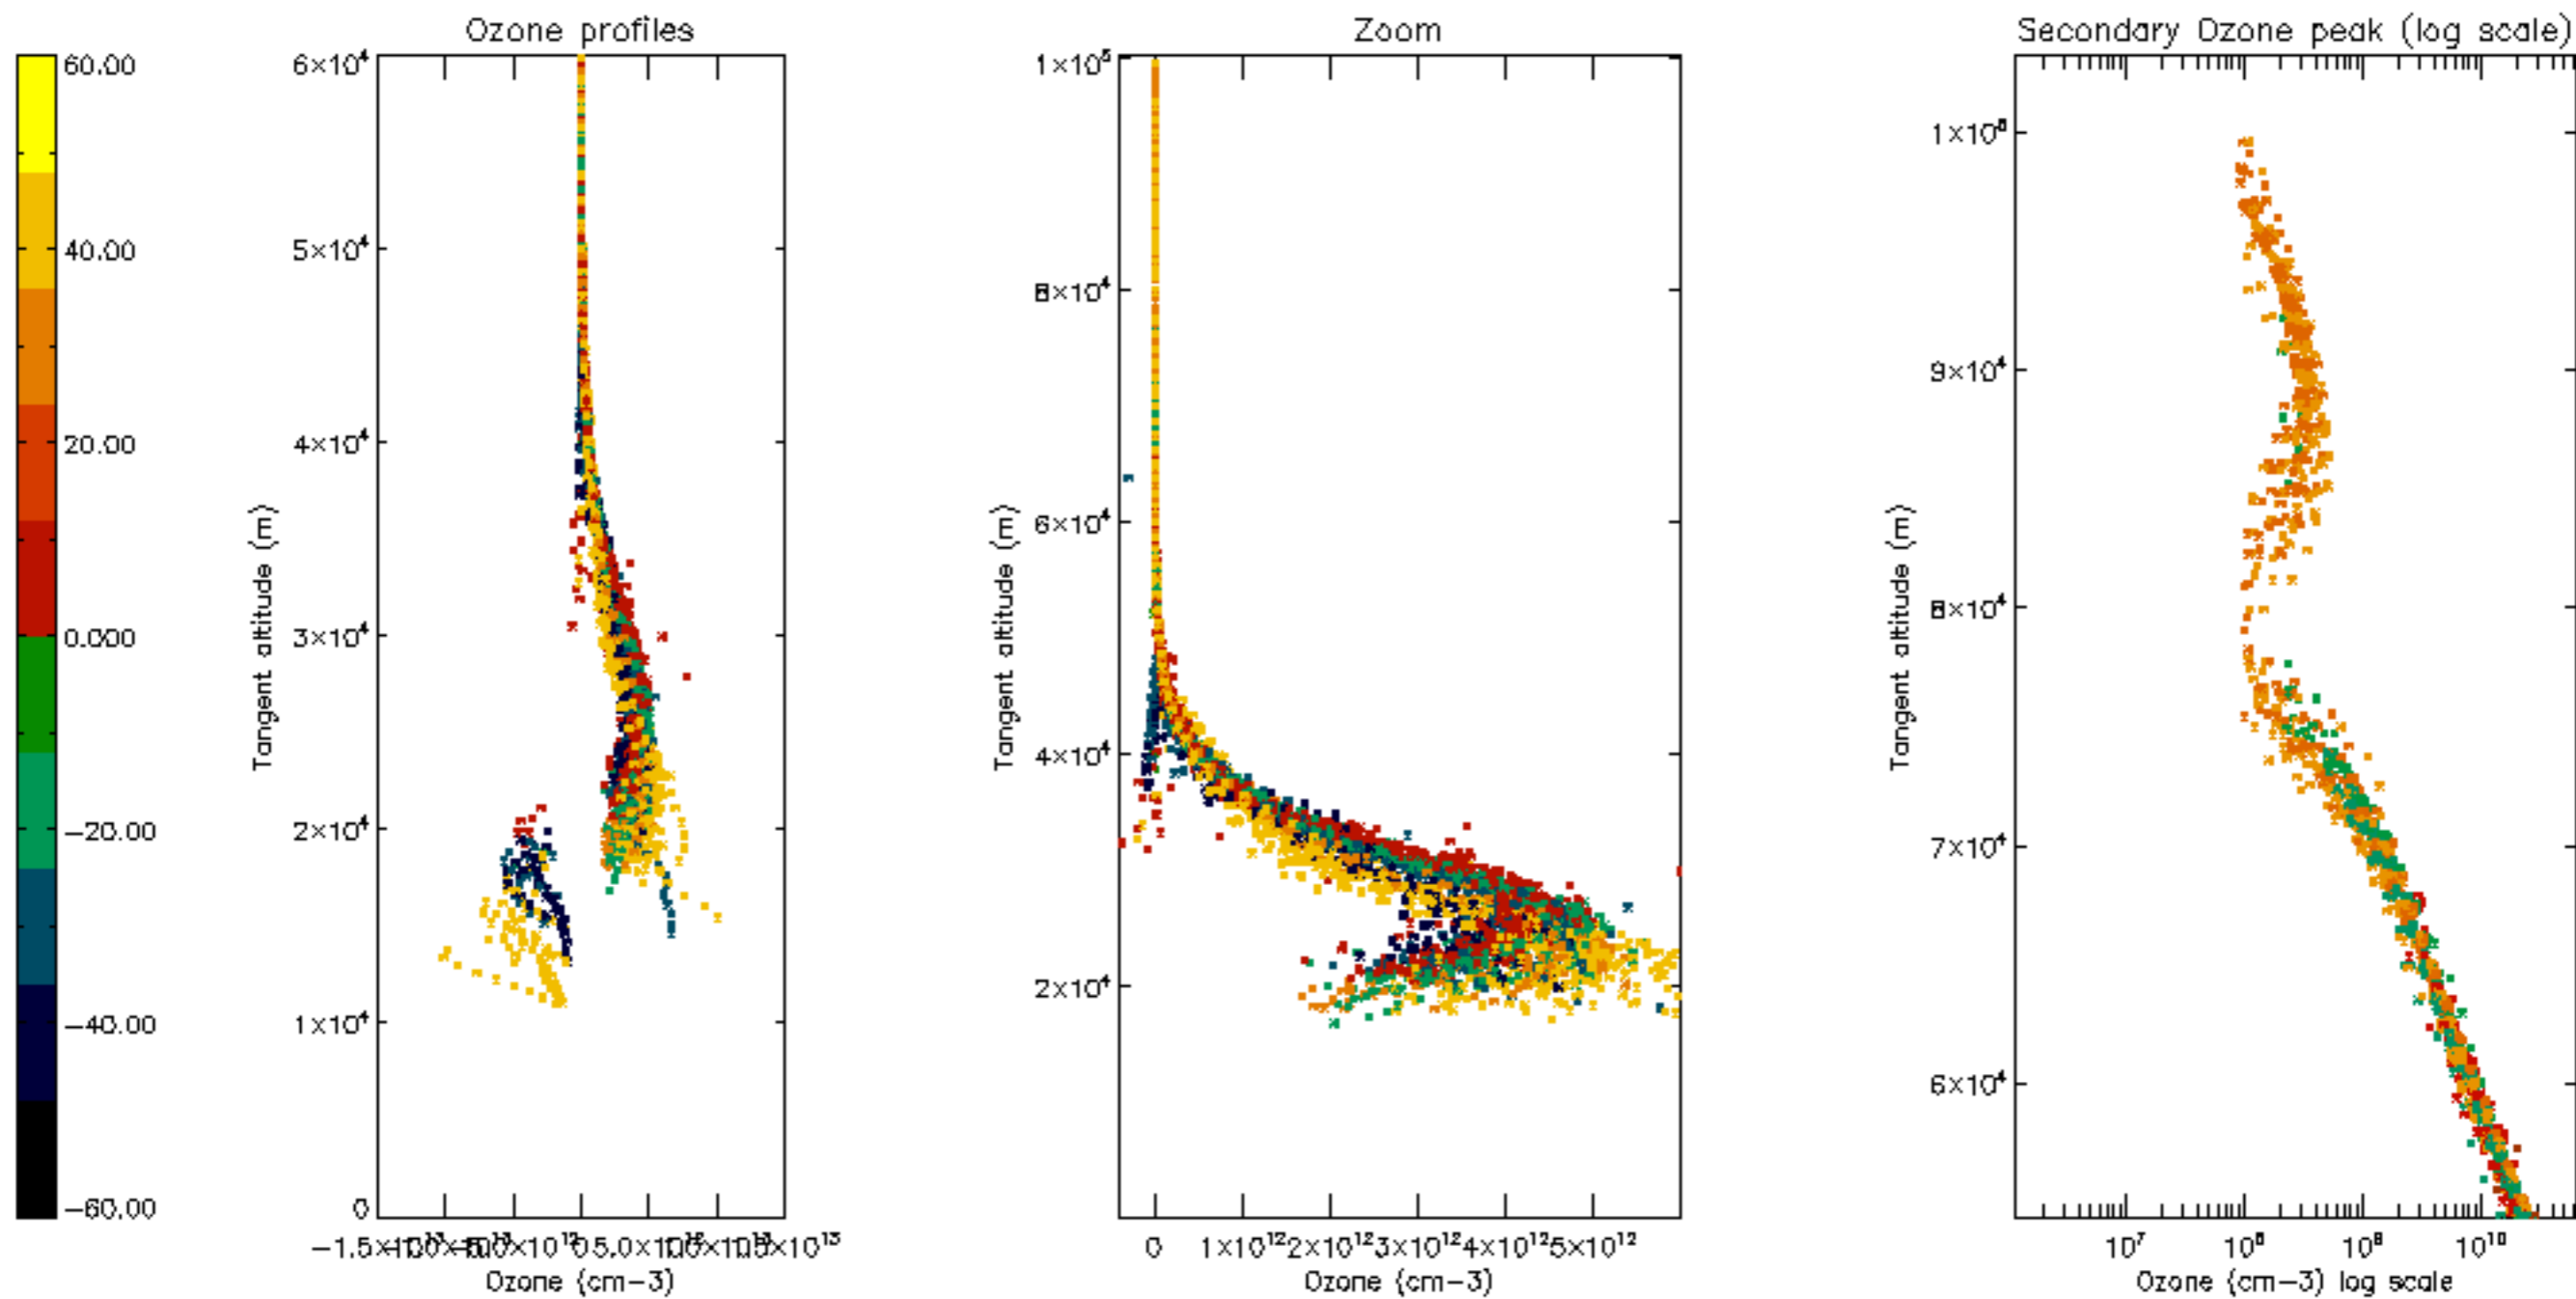 Ozone profiles
Zoom
Secondary Ozone peak (log scale)
60.00
40.00
20.00
0.00
-20.00
-40.00
-60.00
Tangent altitude (m)
6×10⁴
5×10⁴
4×10⁴
3×10⁴
2×10⁴
1×10⁴
0
5.0×10¹²
Ozone (cm-3)
Tangent altitude (m)
1×10⁵
8×10⁴
6×10⁴
4×10⁴
2×10⁴
0 1×10¹² 2×10¹² 3×10¹² 4×10¹² 5×10¹²
Ozone (cm-3)
Tangent altitude (m)
1×10⁵
9×10⁴
8×10⁴
7×10⁴
6×10⁴
10⁷ 10⁸ 10⁹ 10¹⁰
Ozone (cm-3) log scale